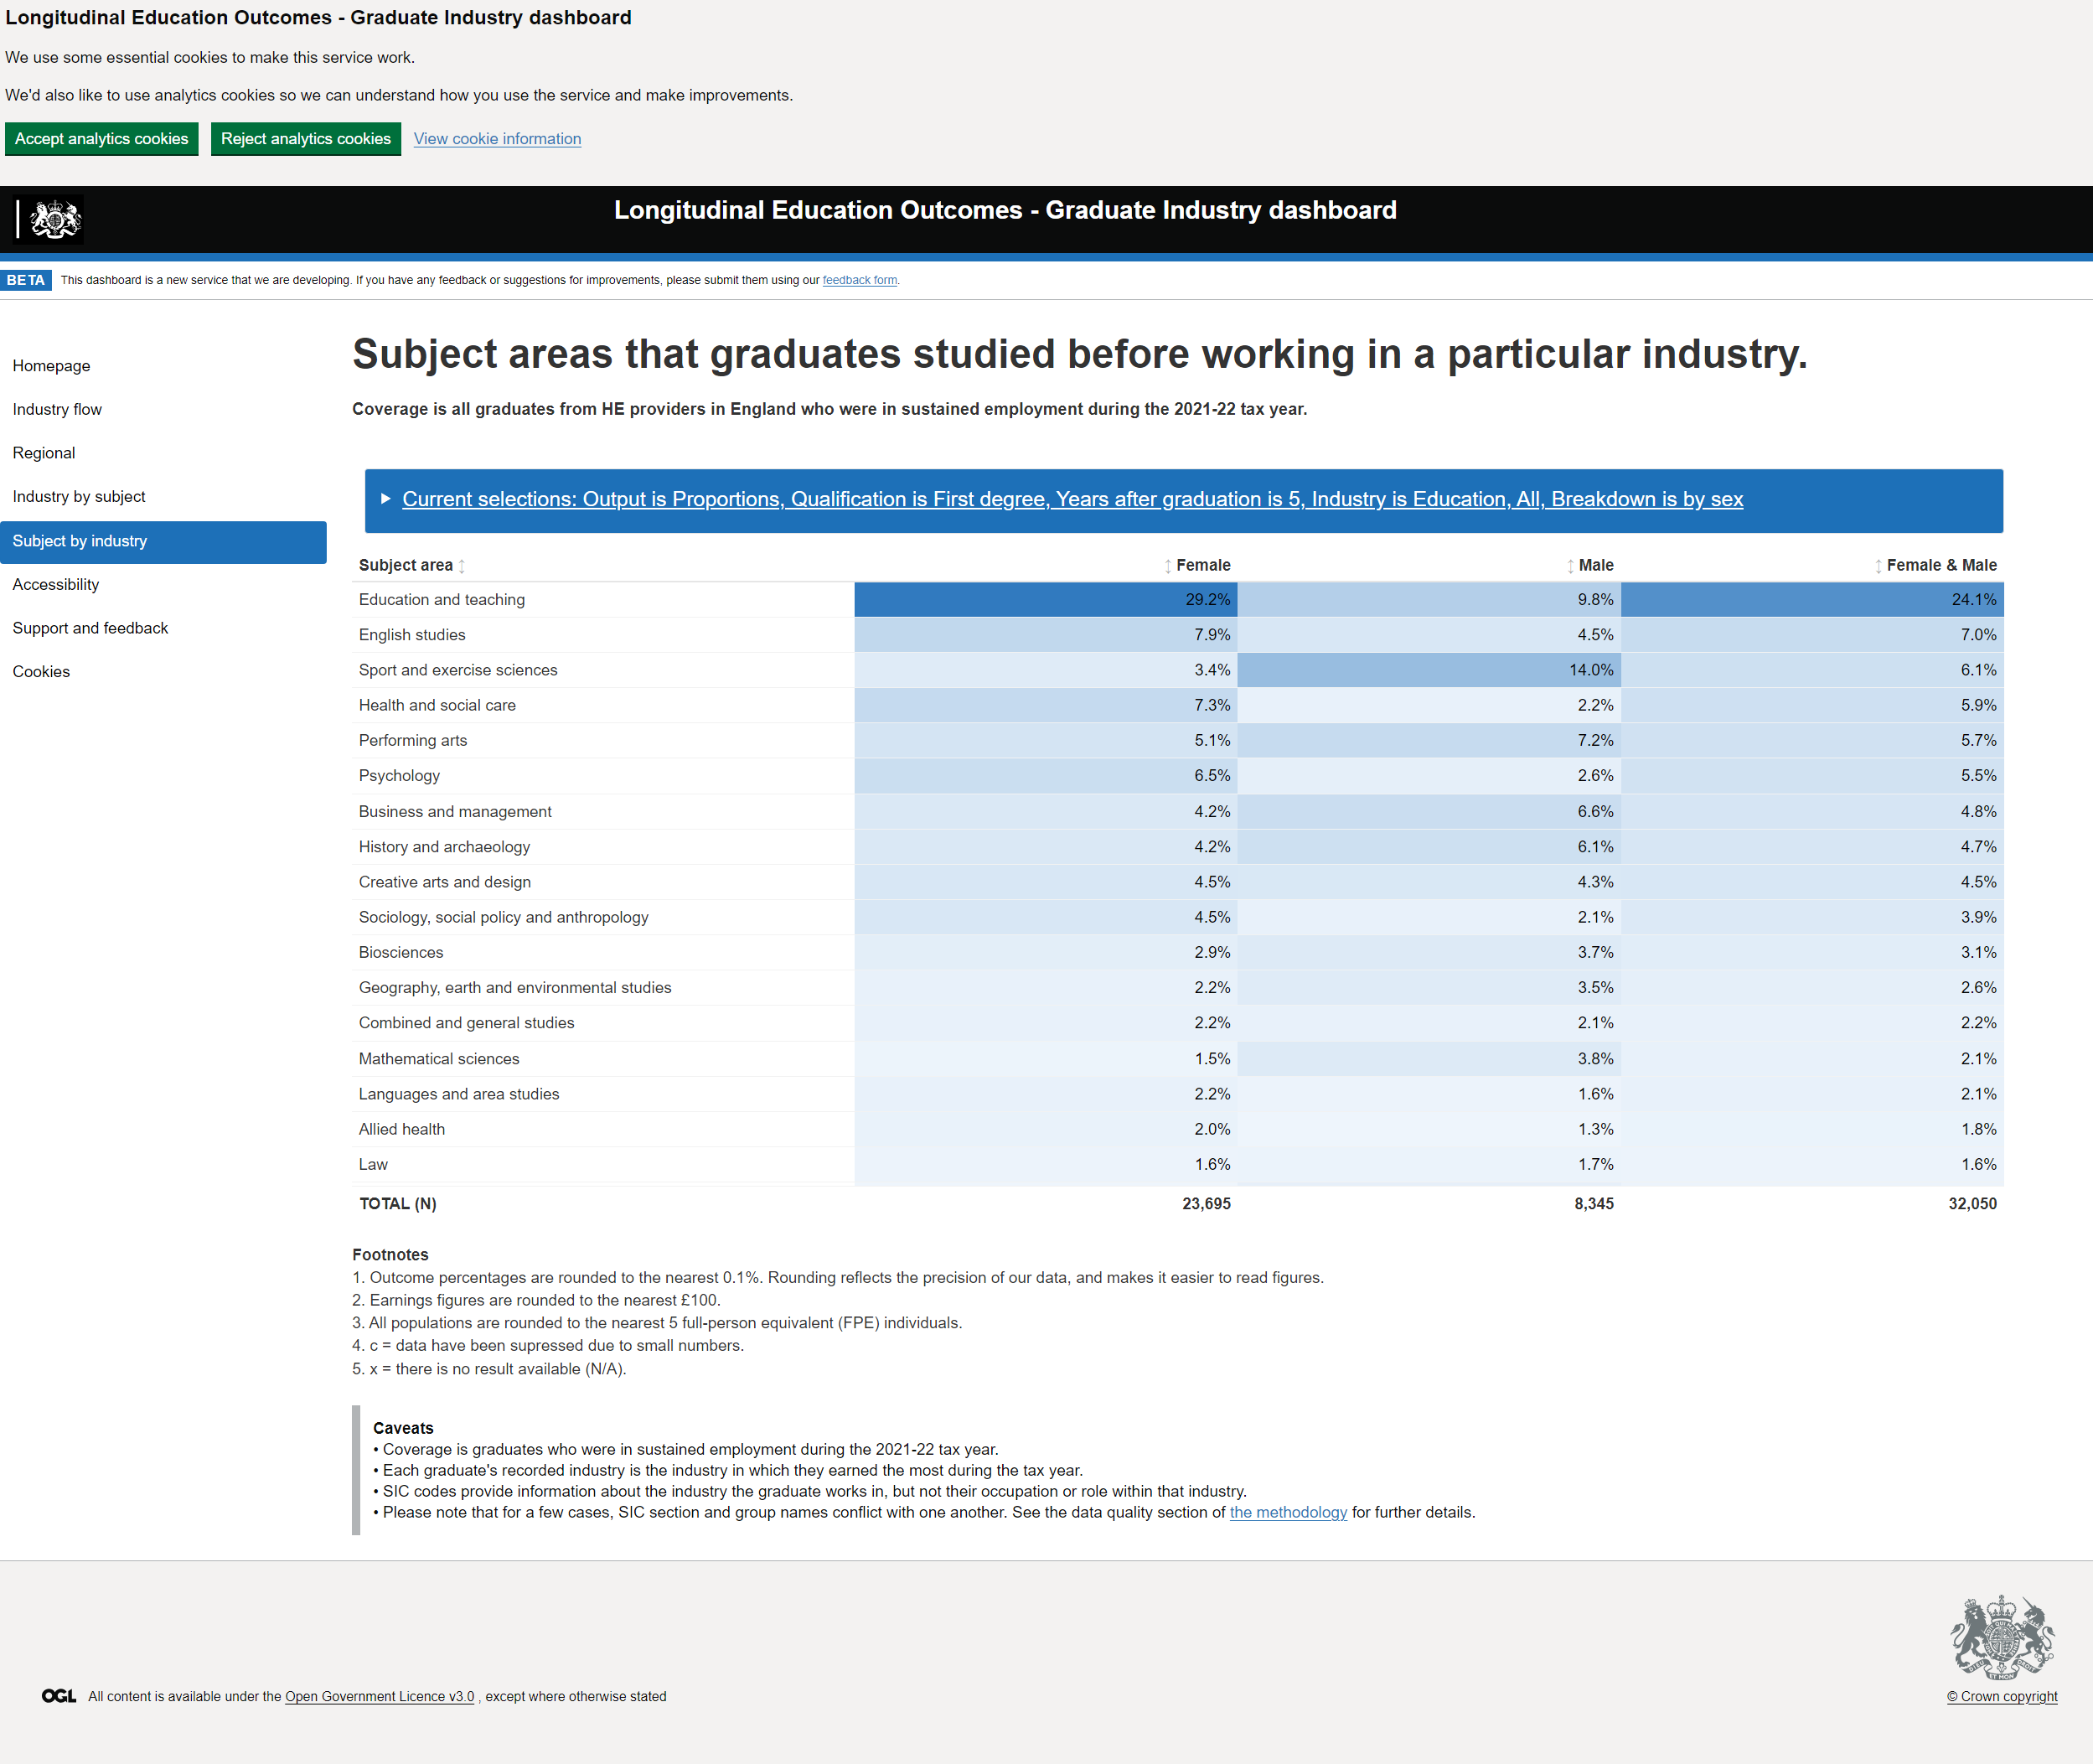 Longitudinal Education Outcomes - Graduate Industry dashboard
We use some essential cookies to make this service work.
We'd also like to use analytics cookies so we can understand how you use the service and make improvements.
Accept analytics cookies Reject analytics cookies View cookie information
Longitudinal Education Outcomes - Graduate Industry dashboard
BETA This dashboard is a new service that we are developing. If you have any feedback or suggestions for improvements, please submit them using our feedback form.
Homepage
Industry flow
Regional
Industry by subject
Subject by industry
Accessibility
Support and feedback
Cookies
Subject areas that graduates studied before working in a particular industry.
Coverage is all graduates from HE providers in England who were in sustained employment during the 2021-22 tax year.
Current selections: Output is Proportions, Qualification is First degree, Years after graduation is 5, Industry is Education, All, Breakdown is by sex
Subject area Female Male Female & Male
Education and teaching 29.2% 9.8% 24.1%
English studies 7.9% 4.5% 7.0%
Sport and exercise sciences 3.4% 14.0% 6.1%
Health and social care 7.3% 2.2% 5.9%
Performing arts 5.1% 7.2% 5.7%
Psychology 6.5% 2.6% 5.5%
Business and management 4.2% 6.6% 4.8%
History and archaeology 4.2% 6.1% 4.7%
Creative arts and design 4.5% 4.3% 4.5%
Sociology, social policy and anthropology 4.5% 2.1% 3.9%
Biosciences 2.9% 3.7% 3.1%
Geography, earth and environmental studies 2.2% 3.5% 2.6%
Combined and general studies 2.2% 2.1% 2.2%
Mathematical sciences 1.5% 3.8% 2.1%
Languages and area studies 2.2% 1.6% 2.1%
Allied health 2.0% 1.3% 1.8%
Law 1.6% 1.7% 1.6%
TOTAL (N) 23,695 8,345 32,050
Footnotes
1. Outcome percentages are rounded to the nearest 0.1%. Rounding reflects the precision of our data, and makes it easier to read figures.
2. Earnings figures are rounded to the nearest £100.
3. All populations are rounded to the nearest 5 full-person equivalent (FPE) individuals.
4. c = data have been supressed due to small numbers.
5. x = there is no result available (N/A).
Caveats
• Coverage is graduates who were in sustained employment during the 2021-22 tax year.
• Each graduate's recorded industry is the industry in which they earned the most during the tax year.
• SIC codes provide information about the industry the graduate works in, but not their occupation or role within that industry.
• Please note that for a few cases, SIC section and group names conflict with one another. See the data quality section of the methodology for further details.
OGL All content is available under the Open Government Licence v3.0 , except where otherwise stated
© Crown copyright